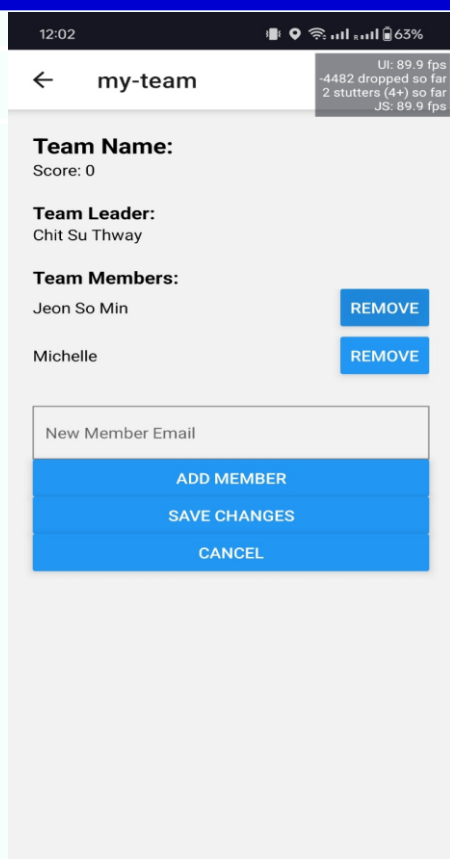 12:02 63%
UI: 89.9 fps
-4482 dropped so far
2 stutters (4+) so far
JS: 89.9 fps
my-team
Team Name:
Score: 0
Team Leader:
Chit Su Thway
Team Members:
Jeon So Min REMOVE
Michelle REMOVE
New Member Email
ADD MEMBER
SAVE CHANGES
CANCEL